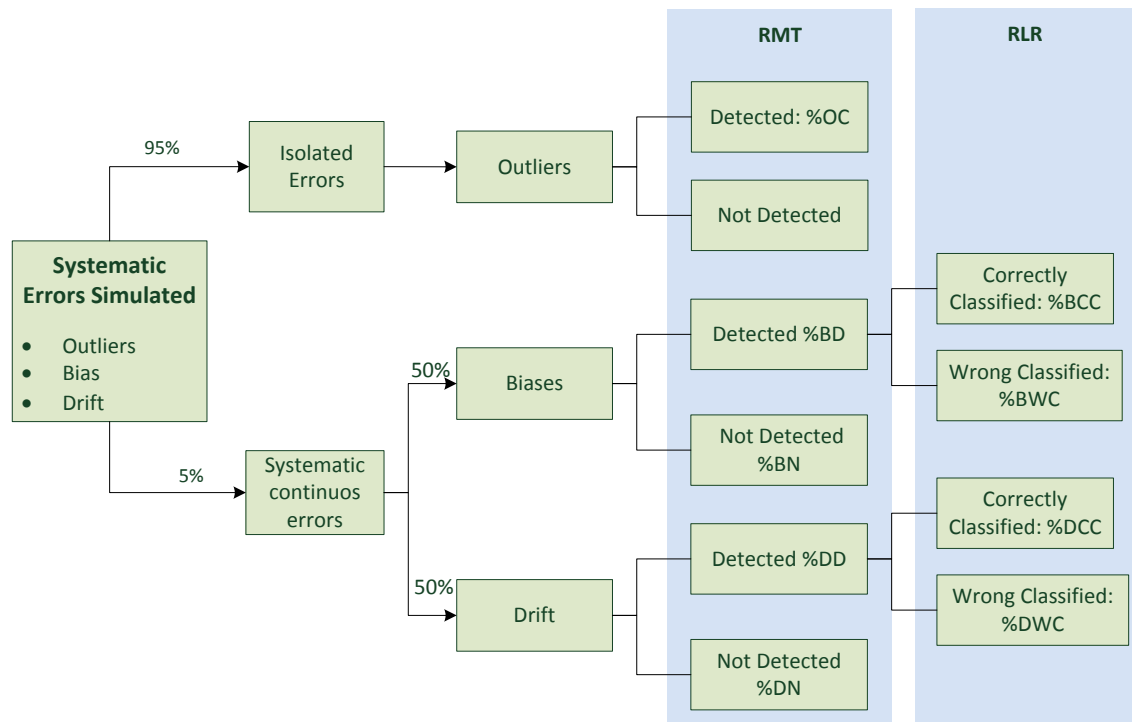 RMT
RLR
Detected: %OC
95%
Isolated
Errors
Outliers
Not Detected
Systematic
Errors Simulated
• Outliers
• Bias
• Drift
Correctly
Classified: %BCC
Detected %BD
50%
Biases
Wrong Classified:
%BWC
Not Detected
%BN
5%
Systematic
continuos
errors
Correctly
Classified: %DCC
Detected %DD
50%
Drift
Wrong Classified:
%DWC
Not Detected
%DN